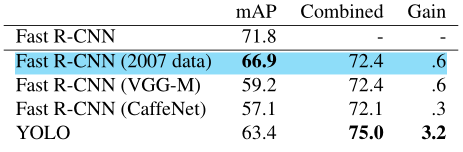 mAP Combined Gain
Fast R-CNN 71.8 - -
Fast R-CNN (2007 data) 66.9 72.4 .6
Fast R-CNN (VGG-M) 59.2 72.4 .6
Fast R-CNN (CaffeNet) 57.1 72.1 .3
YOLO 63.4 75.0 3.2